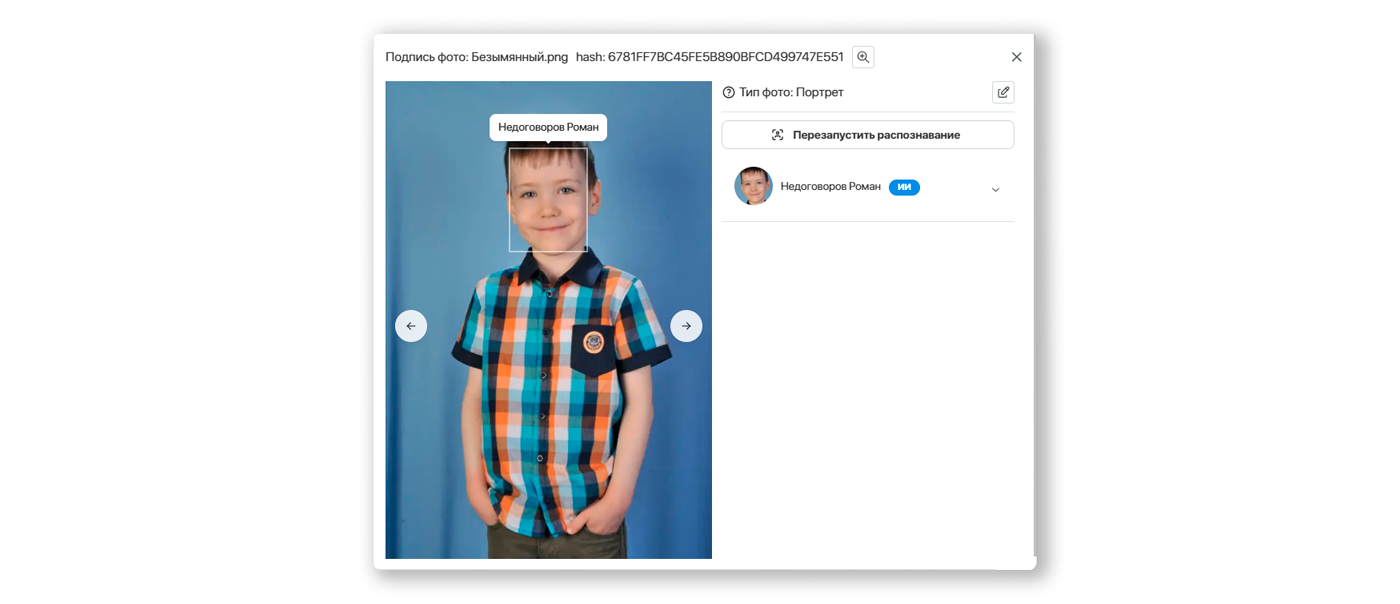 Подпись фото: Безымянный.png hash: 6781FF7BC45FE5B890BFCD499747E551
Недоговоров Роман
Тип фото: Портрет
Перезапустить распознавание
Недоговоров Роман ИИ